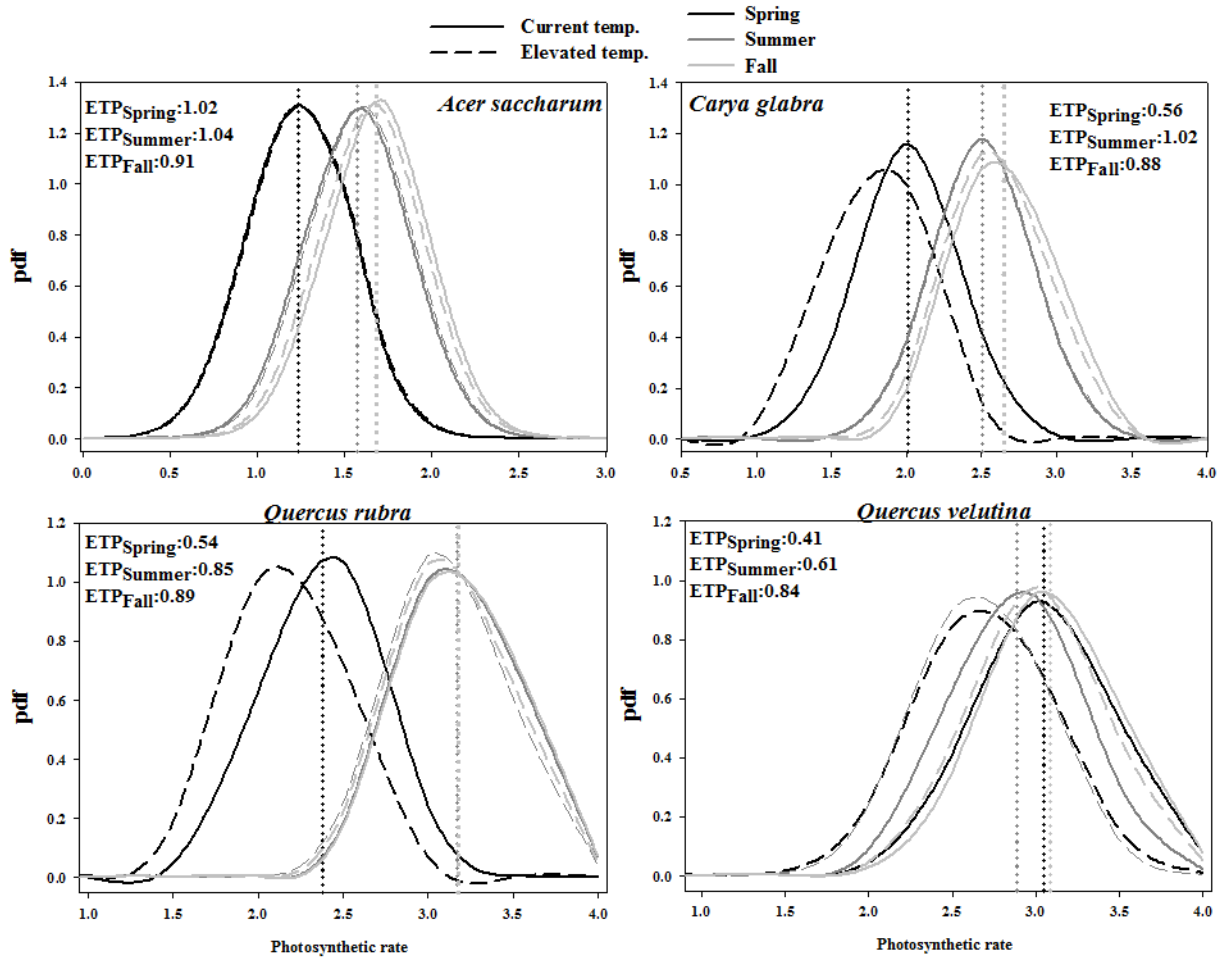 Current temp.
Elevated temp.
Spring
Summer
Fall
Acer saccharum
ETPSpring:1.02
ETPSummer:1.04
ETPFall:0.91
pdf
1.4
1.2
1.0
0.8
0.6
0.4
0.2
0.0
0.0 0.5 1.0 1.5 2.0 2.5 3.0
Carya glabra
ETPSpring:0.56
ETPSummer:1.02
ETPFall:0.88
pdf
1.4
1.2
1.0
0.8
0.6
0.4
0.2
0.0
0.5 1.0 1.5 2.0 2.5 3.0 3.5 4.0
Quercus rubra
ETPSpring:0.54
ETPSummer:0.85
ETPFall:0.89
pdf
1.2
1.0
0.8
0.6
0.4
0.2
0.0
1.0 1.5 2.0 2.5 3.0 3.5 4.0
Photosynthetic rate
Quercus velutina
ETPSpring:0.41
ETPSummer:0.61
ETPFall:0.84
pdf
1.2
1.0
0.8
0.6
0.4
0.2
0.0
1.0 1.5 2.0 2.5 3.0 3.5 4.0
Photosynthetic rate